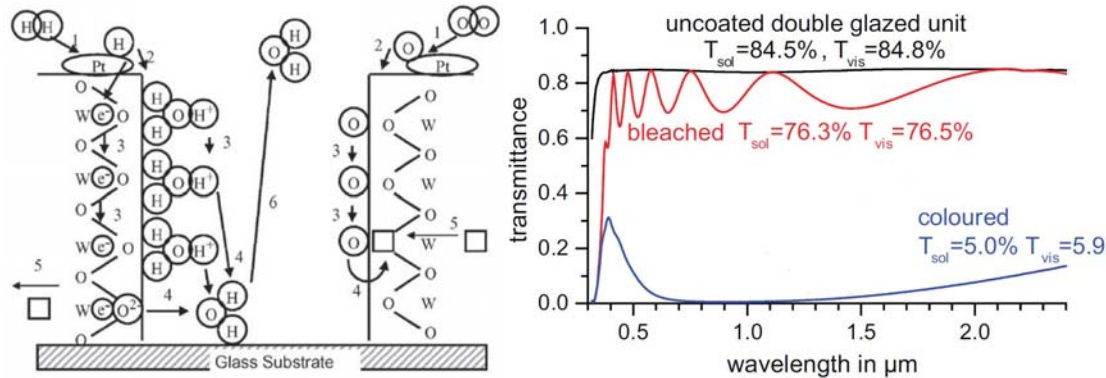 H H
O O
1
H
2
O
H
H
2
O
1
Pt
Pt
O
W e⁻ O
H
H
O H⁺
3
3
O
W e⁻ O
H
H
O H⁺
3
O
W e⁻ O
H
H
O H⁺
5
O
W e⁻ O²⁻
4
4
O
H
H
6
O
O
3
O
3
O
4
5
O
W
O
W
O
W
O
W
O
O
Glass Substrate
uncoated double glazed unit
T_sol=84.5% , T_vis=84.8%
bleached T_sol=76.3% T_vis=76.5%
coloured
T_sol=5.0% T_vis=5.9
transmittance
0.8
0.6
0.4
0.2
0.0
0.5 1.0 1.5 2.0
wavelength in µm